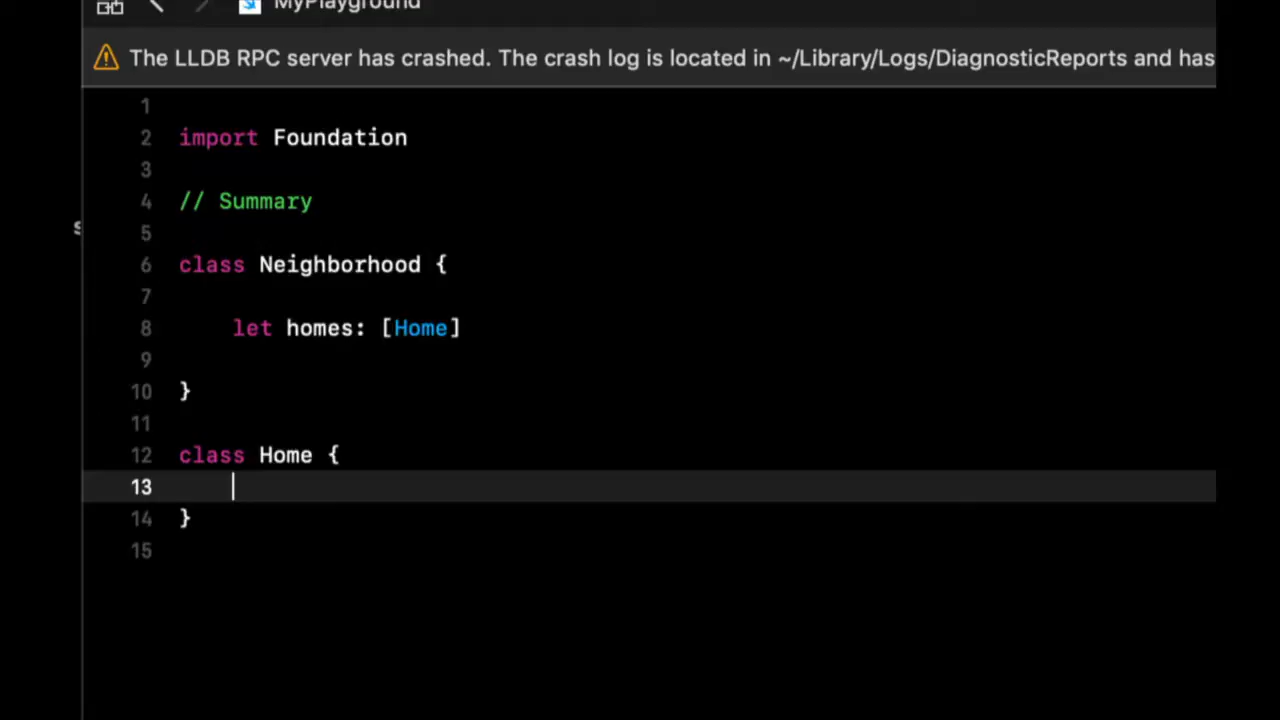 MyPlayground
The LLDB RPC server has crashed. The crash log is located in ~/Library/Logs/DiagnosticReports and has
1
2 import Foundation
3
4 // Summary
5
6 class Neighborhood {
7
8 let homes: [Home]
9
10 }
11
12 class Home {
13
14 }
15